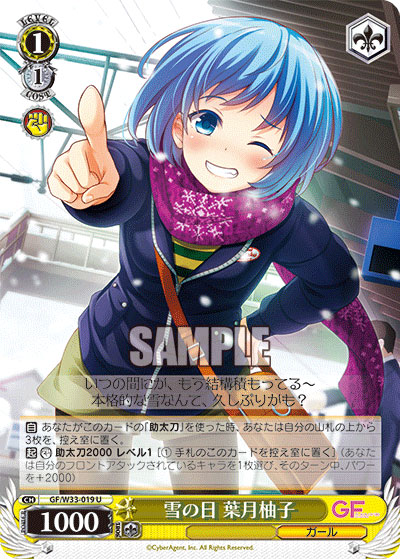 LEVEL
1
1
COST
SAMPLE
いつの間にか、もう結構積もってる〜
本格的な雪なんて、久しぶりかも?
自 あなたがこのカードの『助太刀』を使った時、あなたは自分の山札の上から
3枚を、控え室に置く。
起 助太刀2000 レベル1 [① 手札のこのカードを控え室に置く] (あなた
は自分のフロントアタックされているキャラを1枚選び、そのターン中、パワー
を+2000)
CH GF/W33-019 U
1000
雪の日 葉月柚子
GF
ガール
©CyberAgent, Inc. All Rights Reserved.